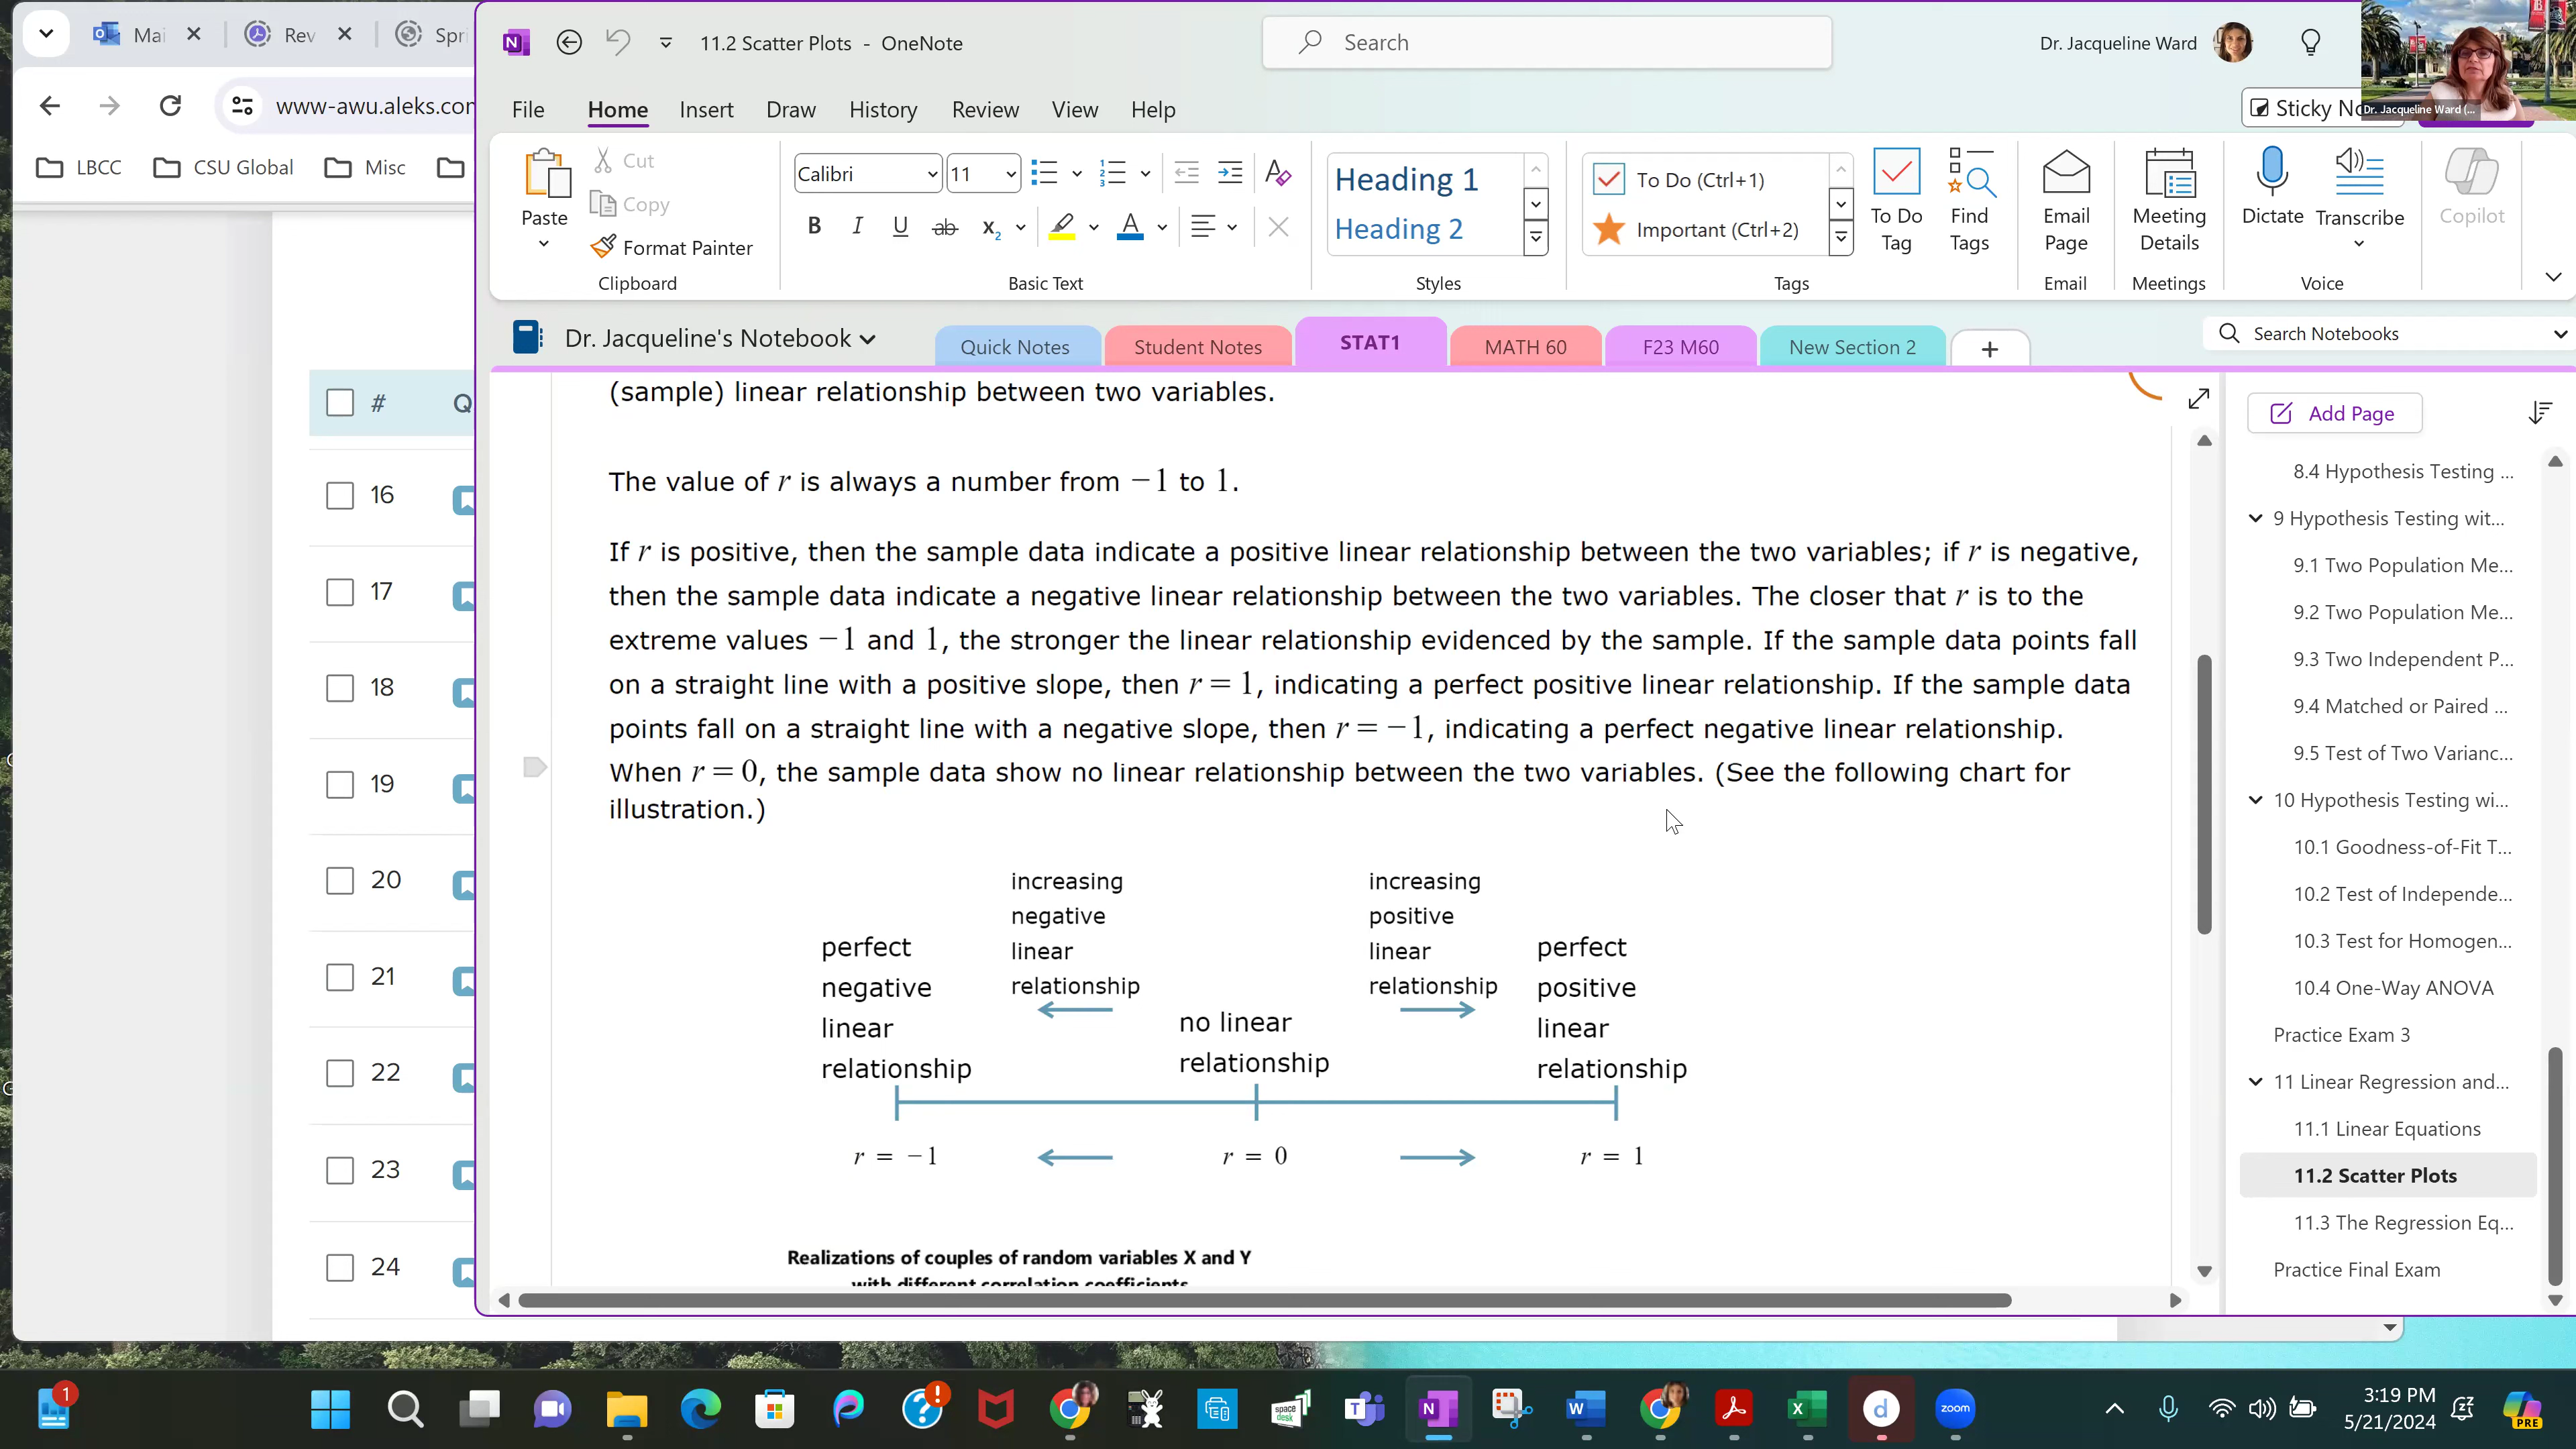 Mai
Rev
Spri
11.2 Scatter Plots - OneNote
Search
Dr. Jacqueline Ward
www-awu.aleks.com
File Home Insert Draw History Review View Help
Sticky No
Dr. Jacqueline Ward (...
LBCC CSU Global Misc
Paste
Cut
Copy
Format Painter
Clipboard
Calibri 11
B I U ab x2 A
Basic Text
Heading 1
Heading 2
Styles
To Do (Ctrl+1)
Important (Ctrl+2)
Tags
To Do
Tag
Find
Tags
Email
Page
Email
Meeting
Details
Meetings
Dictate
Transcribe
Voice
Copilot
Dr. Jacqueline's Notebook
Quick Notes Student Notes STAT1 MATH 60 F23 M60 New Section 2 +
Search Notebooks
# Q
16
17
18
19
20
21
22
23
24
(sample) linear relationship between two variables.
The value of r is always a number from −1 to 1.
If r is positive, then the sample data indicate a positive linear relationship between the two variables; if r is negative,
then the sample data indicate a negative linear relationship between the two variables. The closer that r is to the
extreme values −1 and 1, the stronger the linear relationship evidenced by the sample. If the sample data points fall
on a straight line with a positive slope, then r = 1, indicating a perfect positive linear relationship. If the sample data
points fall on a straight line with a negative slope, then r = −1, indicating a perfect negative linear relationship.
When r = 0, the sample data show no linear relationship between the two variables. (See the following chart for
illustration.)
perfect
negative
linear
relationship
increasing
negative
linear
relationship
no linear
relationship
increasing
positive
linear
relationship
perfect
positive
linear
relationship
r = −1
r = 0
r = 1
Realizations of couples of random variables X and Y
with different correlation coefficients
Add Page
8.4 Hypothesis Testing ...
9 Hypothesis Testing wit...
9.1 Two Population Me...
9.2 Two Population Me...
9.3 Two Independent P...
9.4 Matched or Paired ...
9.5 Test of Two Varianc...
10 Hypothesis Testing wi...
10.1 Goodness-of-Fit T...
10.2 Test of Independe...
10.3 Test for Homogen...
10.4 One-Way ANOVA
Practice Exam 3
11 Linear Regression and...
11.1 Linear Equations
11.2 Scatter Plots
11.3 The Regression Eq...
Practice Final Exam
1
space
desk
zoom
3:19 PM
5/21/2024
PRE